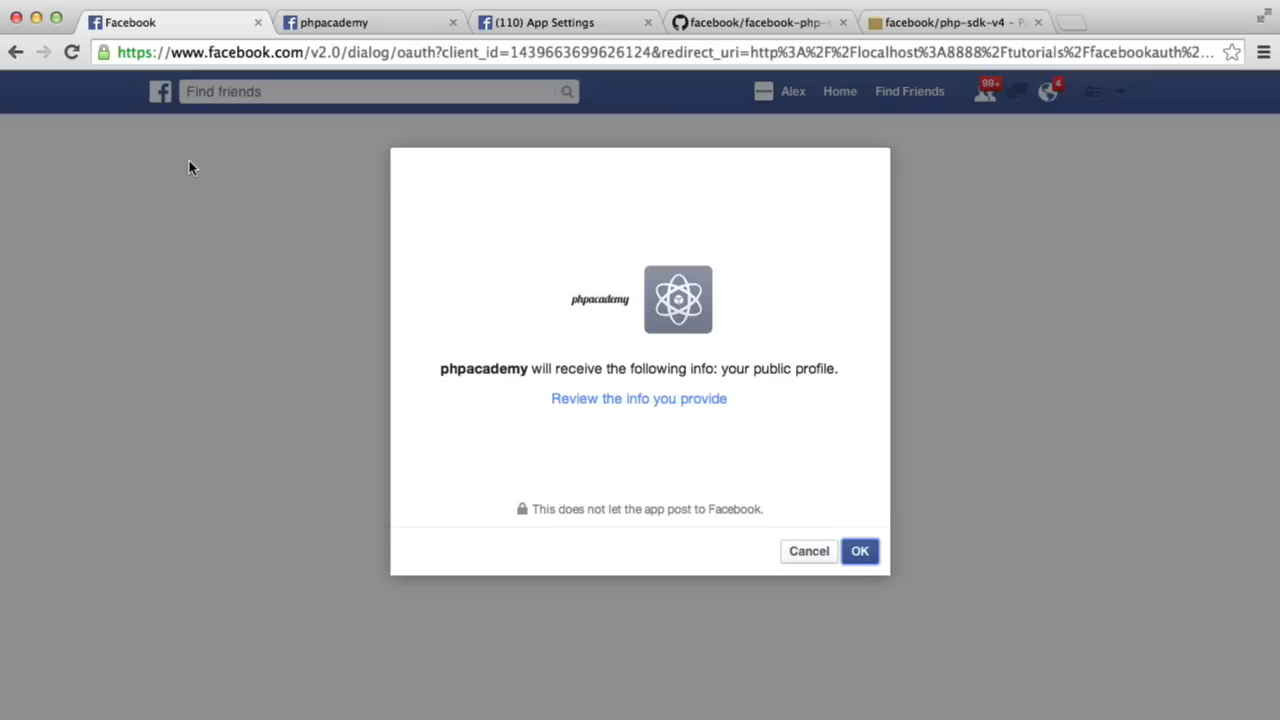 Facebook
phpacademy
(110) App Settings
facebook/facebook-php-s
facebook/php-sdk-v4 -
https://www.facebook.com/v2.0/dialog/oauth?client_id=1439663699626124&redirect_uri=http%3A%2F%2Flocalhost%3A8888%2Ftutorials%2Ffacebookauth%2...
Find friends
Alex
Home
Find Friends
99+
4
phpacademy
phpacademy will receive the following info: your public profile.
Review the info you provide
This does not let the app post to Facebook.
Cancel
OK